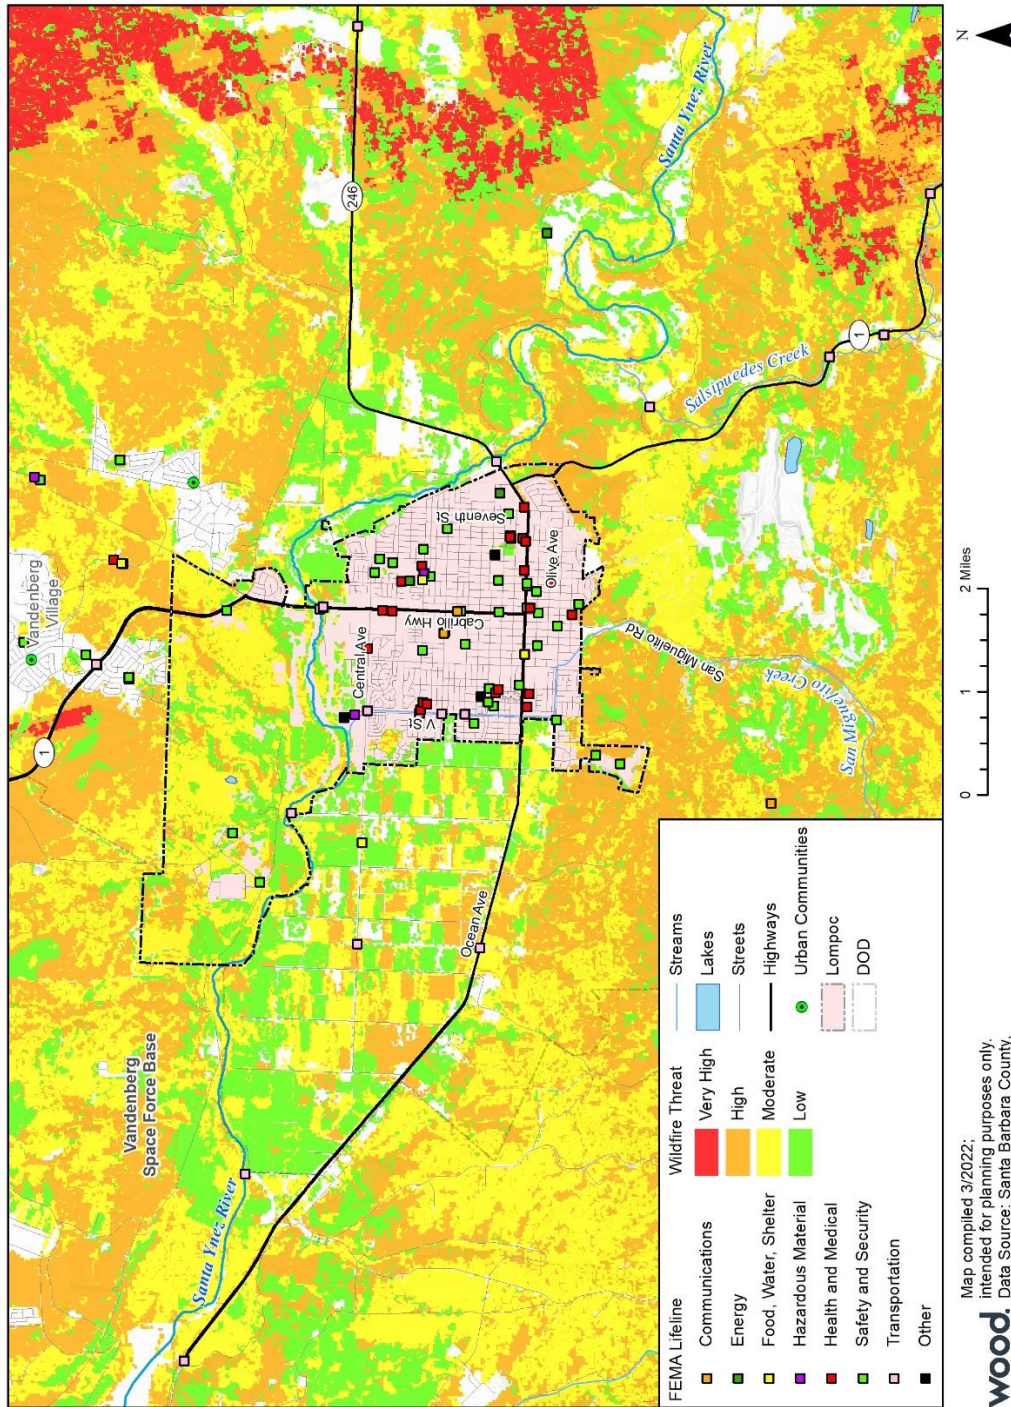 Vandenberg
Space Force Base
Santa Ynez River
1
Vandenberg
Village
246
Santa Ynez River
Central Ave
V St
Cabrillo Hwy
Seventh St
Ocean Ave
Olive Ave
San Miguelito Rd
San Miguelito Creek
Salsipuedes Creek
1
N
0 1 2 Miles
FEMA Lifeline
Communications
Energy
Food, Water, Shelter
Hazardous Material
Health and Medical
Safety and Security
Transportation
Other
Wildfire Threat
Very High
High
Moderate
Low
Streams
Lakes
Streets
Highways
Urban Communities
Lompoc
DOD
wood.
Map compiled 3/2022;
intended for planning purposes only.
Data Source: Santa Barbara County,